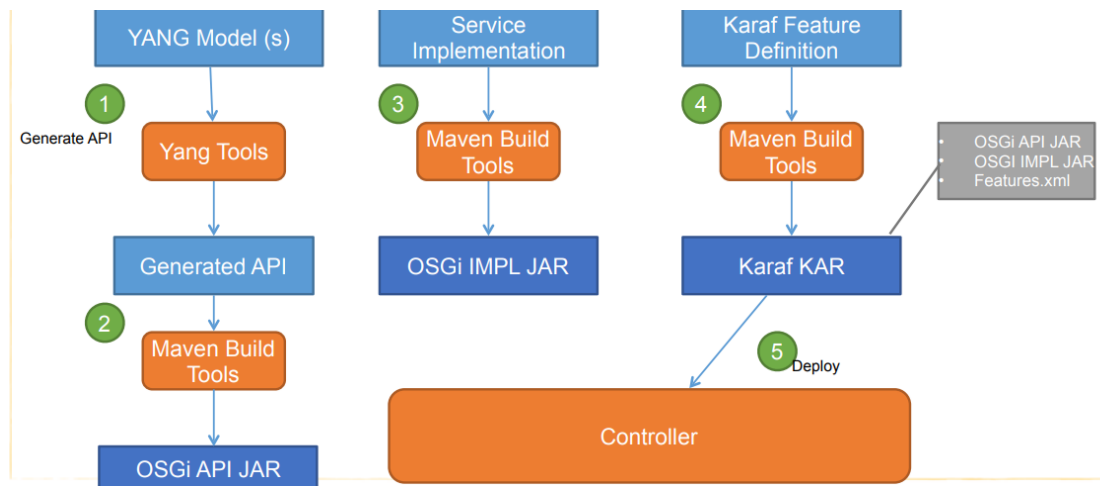 YANG Model (s)
Service
Implementation
Karaf Feature
Definition
1
Generate API
Yang Tools
3
Maven Build
Tools
4
Maven Build
Tools
• OSGi API JAR
• OSGI IMPL JAR
• Features.xml
Generated API
OSGi IMPL JAR
Karaf KAR
2
Maven Build
Tools
5
Deploy
Controller
OSGi API JAR